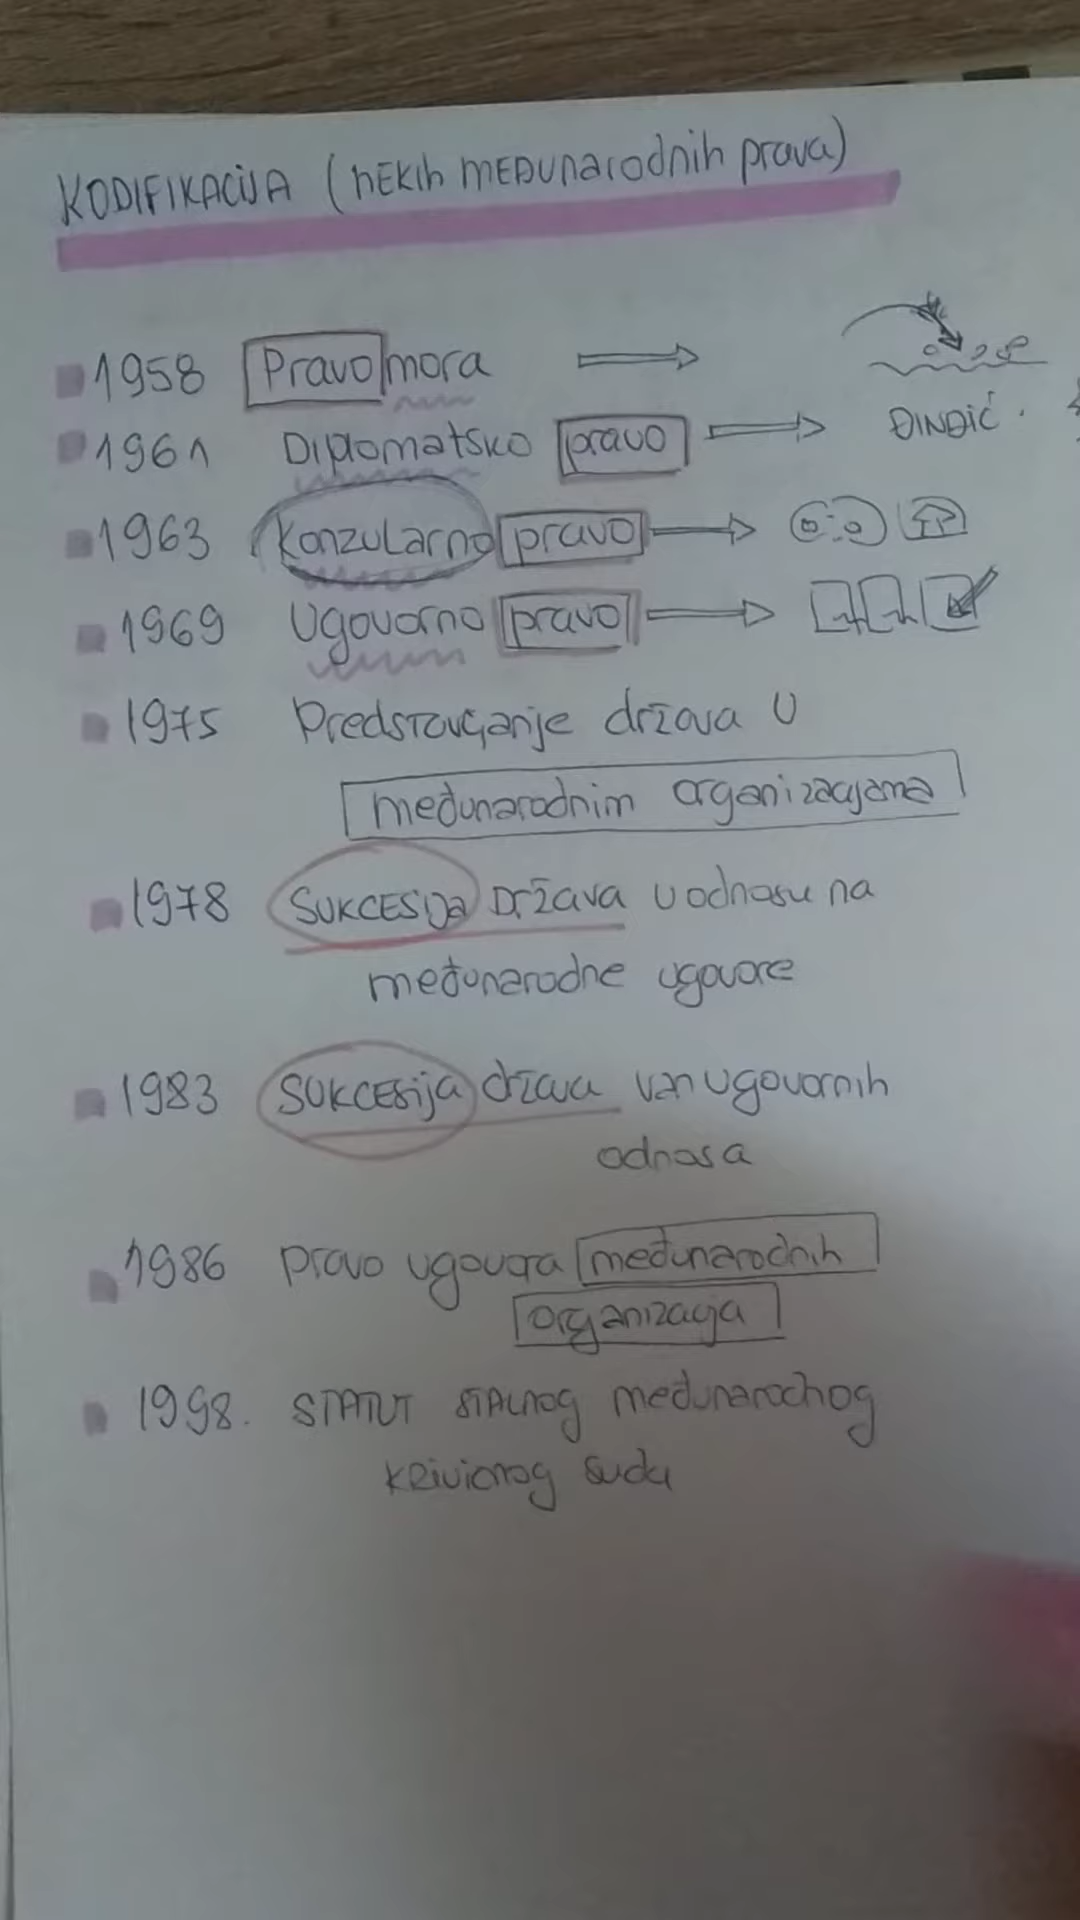 KODIFIKACIJA (nEKih MEĐUnarodnih prava)
1958 Pravo mora
1961 Diplomatsko pravo ĐINĐIĆ.
1963 Konzularno pravo
1969 Ugovorno pravo
1975 Predstavljanje država U
međunarodnim organizacijama
1978 SUKCESIJA Država u odnosu na
međunarodne ugovore
1983 SUKCEsija država van ugovornih
odnosa
1986 pravo ugovora međunarodnih
organizacija
1998. STATUT STALNOg međunarodnog
KRivičnog suda